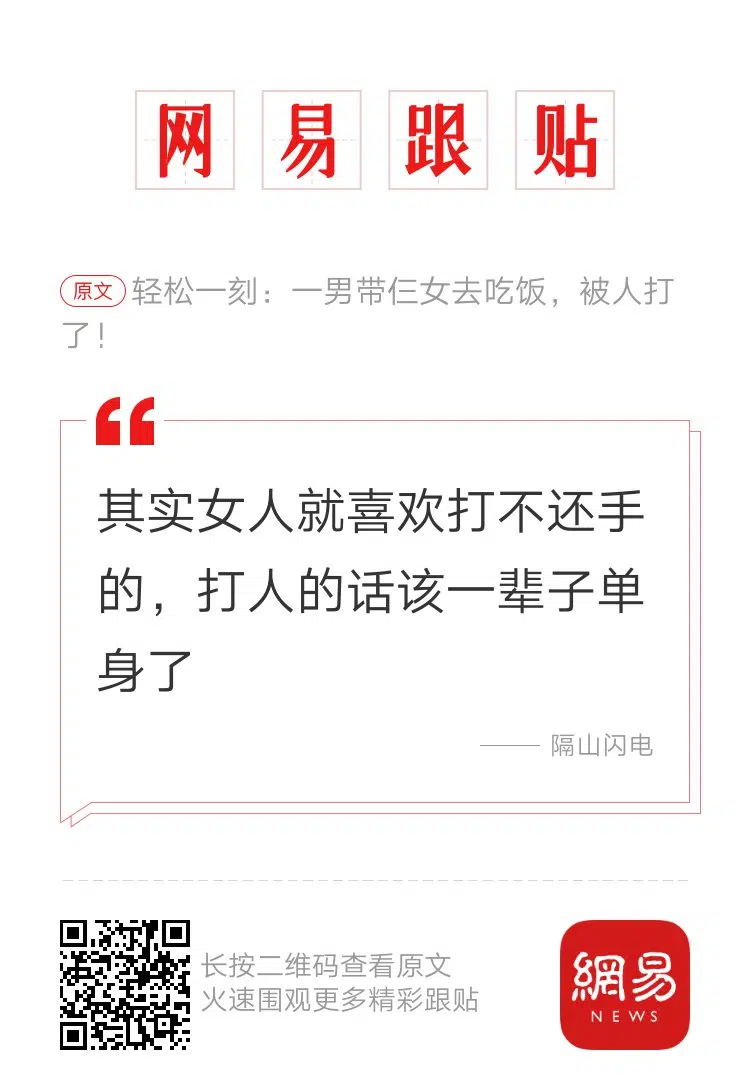 网易跟贴
原文 轻松一刻：一男带仨女去吃饭，被人打
了！
其实女人就喜欢打不还手
的，打人的话该一辈子单
身了
—— 隔山闪电
长按二维码查看原文
火速围观更多精彩跟贴
網易
NEWS